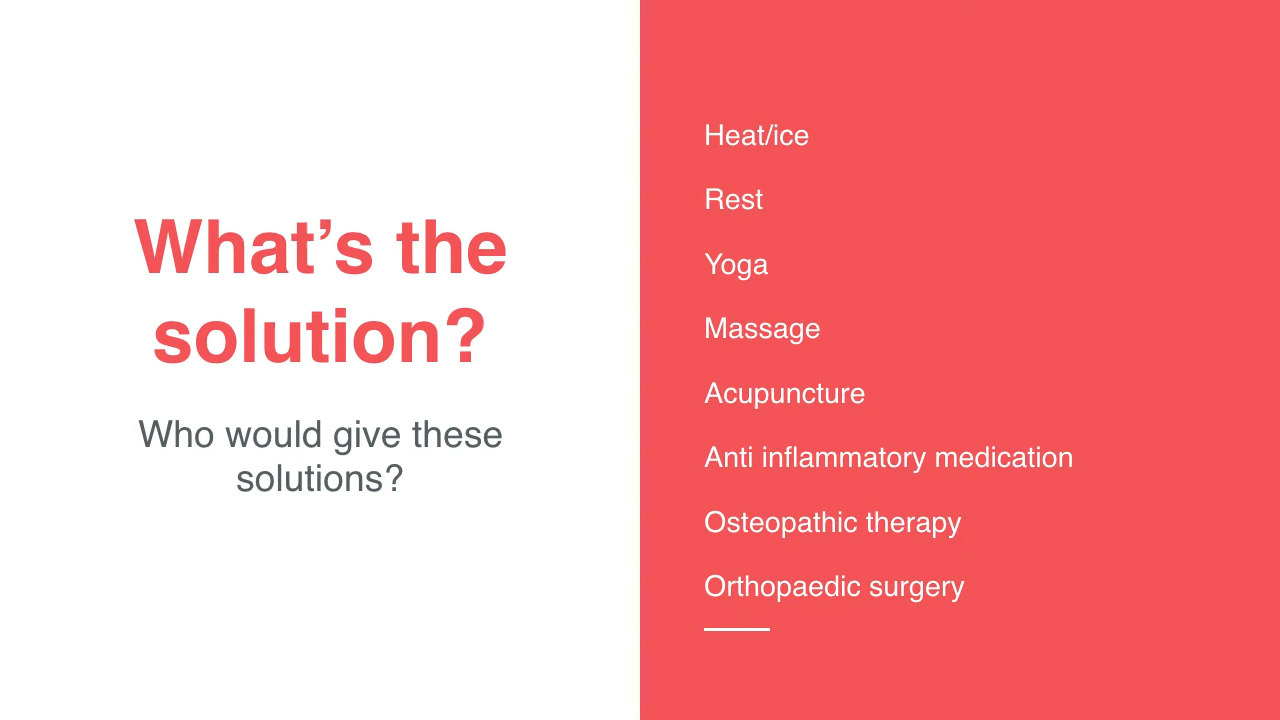 What’s the
solution?
Who would give these
solutions?
Heat/ice
Rest
Yoga
Massage
Acupuncture
Anti inflammatory medication
Osteopathic therapy
Orthopaedic surgery